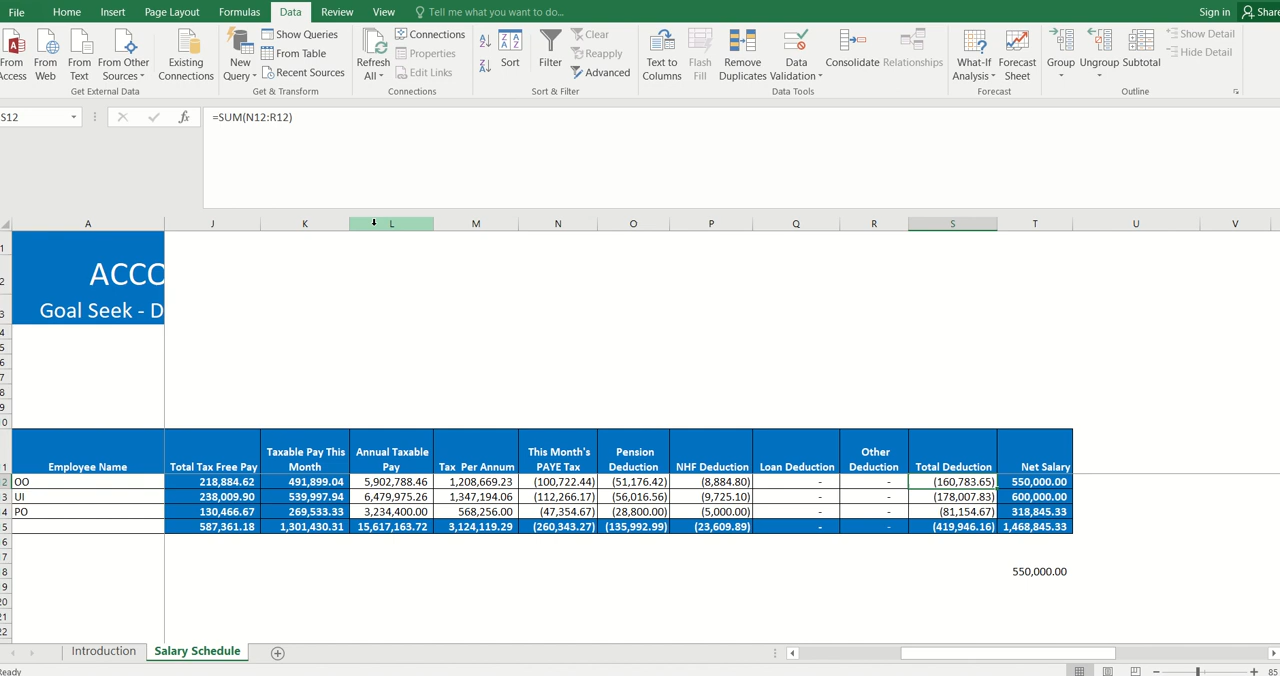 File Home Insert Page Layout Formulas Data Review View Tell me what you want to do... Sign in Share
From Access
From Web
From Text
From Other Sources
Existing Connections
Get External Data
New Query
Show Queries
From Table
Recent Sources
Get & Transform
Refresh All
Connections
Properties
Edit Links
Connections
Sort
Filter
Clear
Reapply
Advanced
Sort & Filter
Text to Columns
Flash Fill
Remove Duplicates
Data Validation
Consolidate
Relationships
Data Tools
What-If Analysis
Forecast Sheet
Forecast
Group
Ungroup
Subtotal
Show Detail
Hide Detail
Outline
S12 fx =SUM(N12:R12)
A J K L M N O P Q R S T U V
ACCO
Goal Seek - D
Employee Name Total Tax Free Pay Taxable Pay This Month Annual Taxable Pay Tax Per Annum This Month's PAYE Tax Pension Deduction NHF Deduction Loan Deduction Other Deduction Total Deduction Net Salary
OO 218,884.62 491,899.04 5,902,788.46 1,208,669.23 (100,722.44) (51,176.42) (8,884.80) - - (160,783.65) 550,000.00
UI 238,009.90 539,997.94 6,479,975.26 1,347,194.06 (112,266.17) (56,016.56) (9,725.10) - - (178,007.83) 600,000.00
PO 130,466.67 269,533.33 3,234,400.00 568,256.00 (47,354.67) (28,800.00) (5,000.00) - - (81,154.67) 318,845.33
587,361.18 1,301,430.31 15,617,163.72 3,124,119.29 (260,343.27) (135,992.99) (23,609.89) - - (419,946.16) 1,468,845.33
550,000.00
Introduction Salary Schedule
85